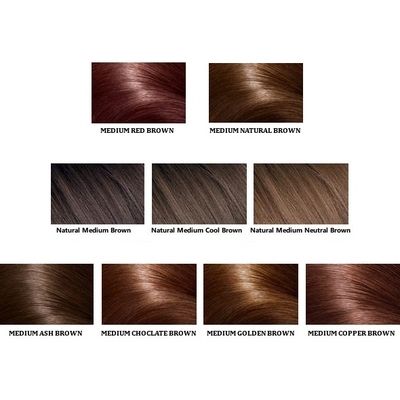 MEDIUM RED BROWN
MEDIUM NATURAL BROWN
Natural Medium Brown
Natural Medium Cool Brown
Natural Medium Neutral Brown
MEDIUM ASH BROWN
MEDIUM CHOCLATE BROWN
MEDIUM GOLDEN BROWN
MEDIUM COPPER BROWN